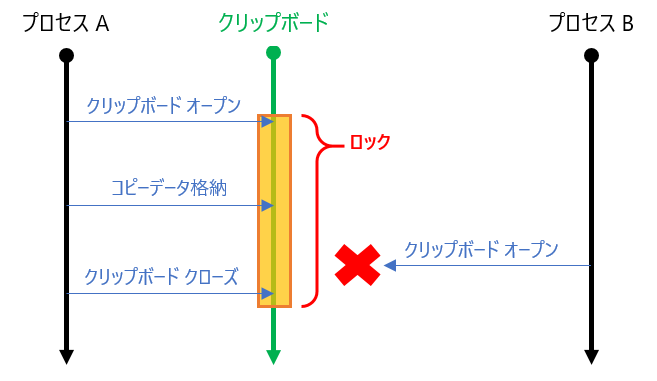 プロセス A
クリップボード
プロセス B
クリップボード オープン
ロック
コピーデータ格納
クリップボード オープン
クリップボード クローズ